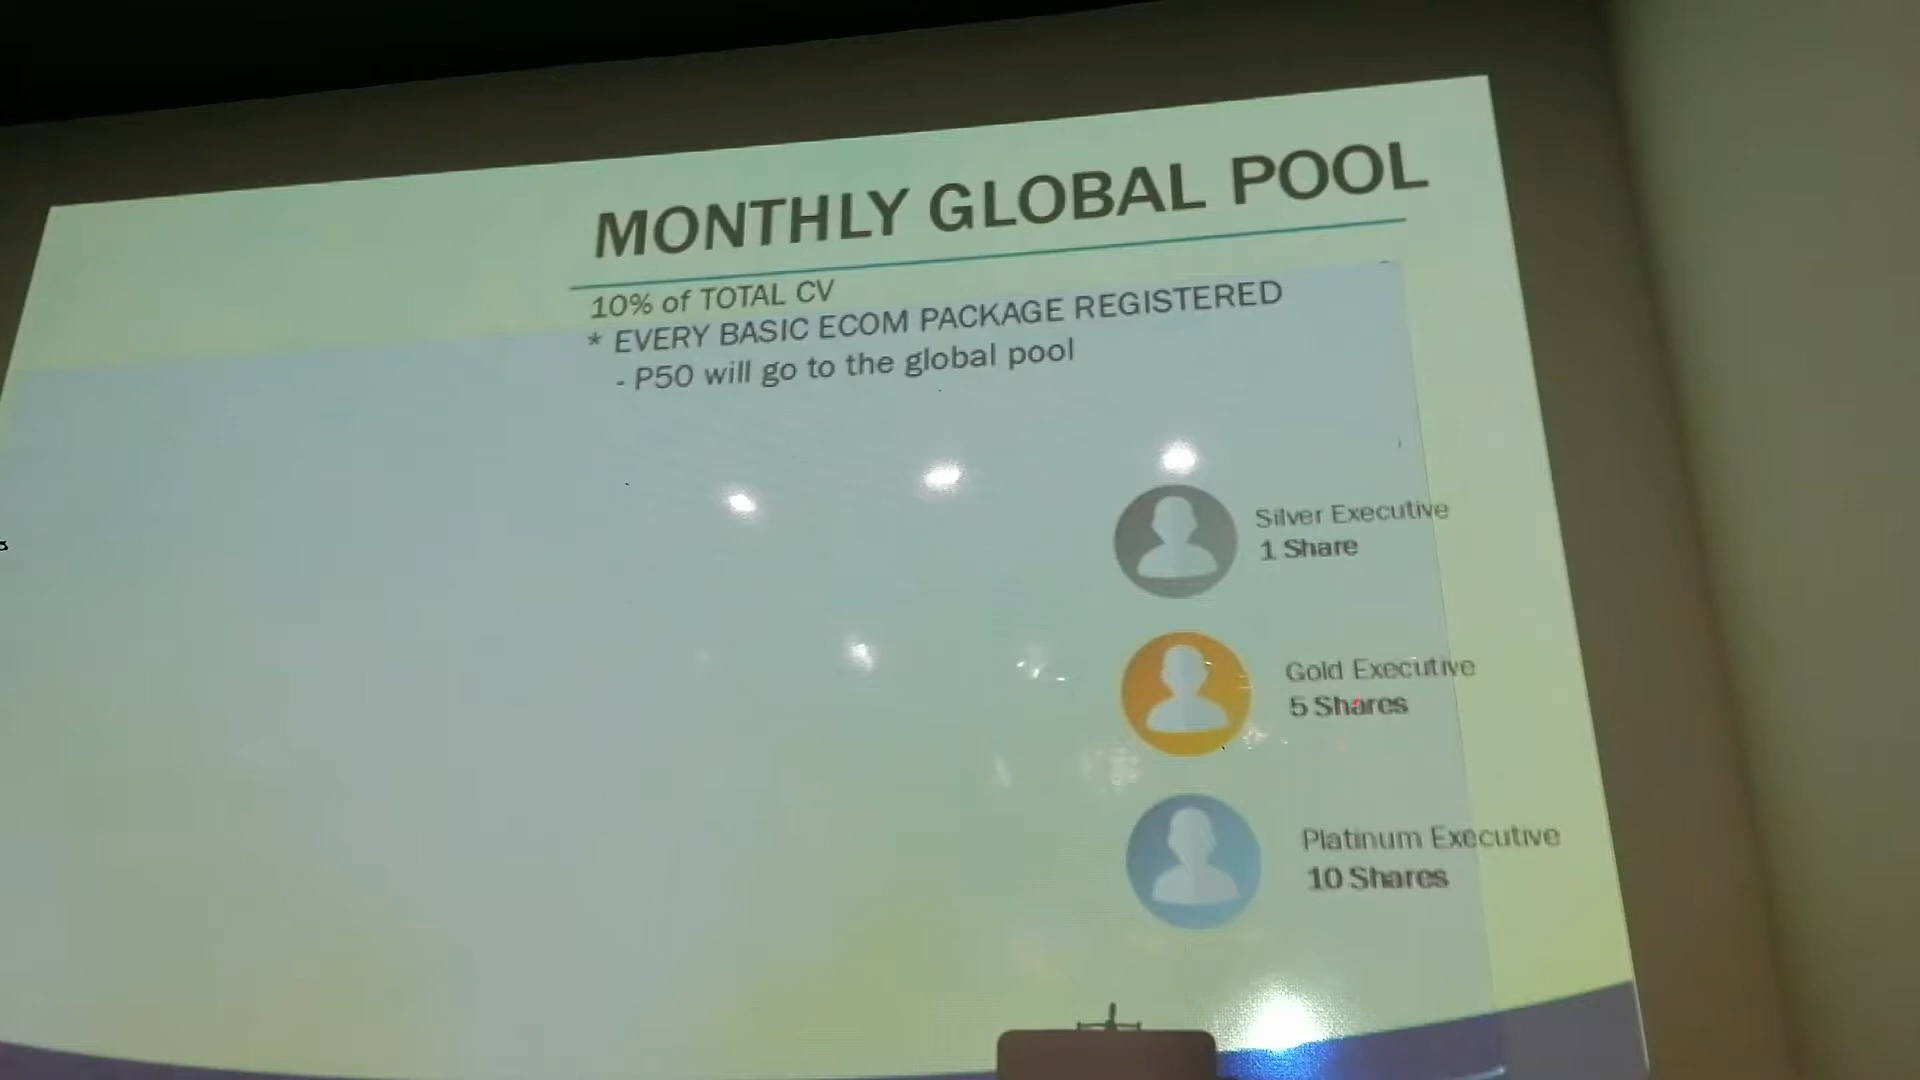 MONTHLY GLOBAL POOL
10% of TOTAL CV
* EVERY BASIC ECOM PACKAGE REGISTERED
- P50 will go to the global pool
Silver Executive
1 Share
Gold Executive
5 Shares
Platinum Executive
10 Shares